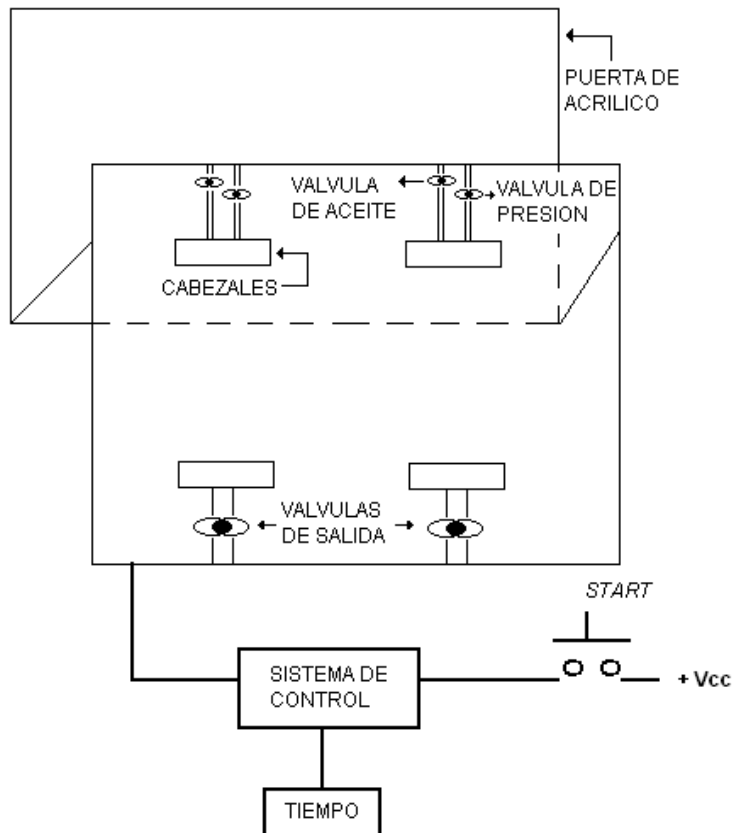 PUERTA DE
ACRILICO
VALVULA
DE ACEITE
VALVULA DE
PRESION
CABEZALES
VALVULAS
DE SALIDA
START
SISTEMA DE
CONTROL
+ Vcc
TIEMPO